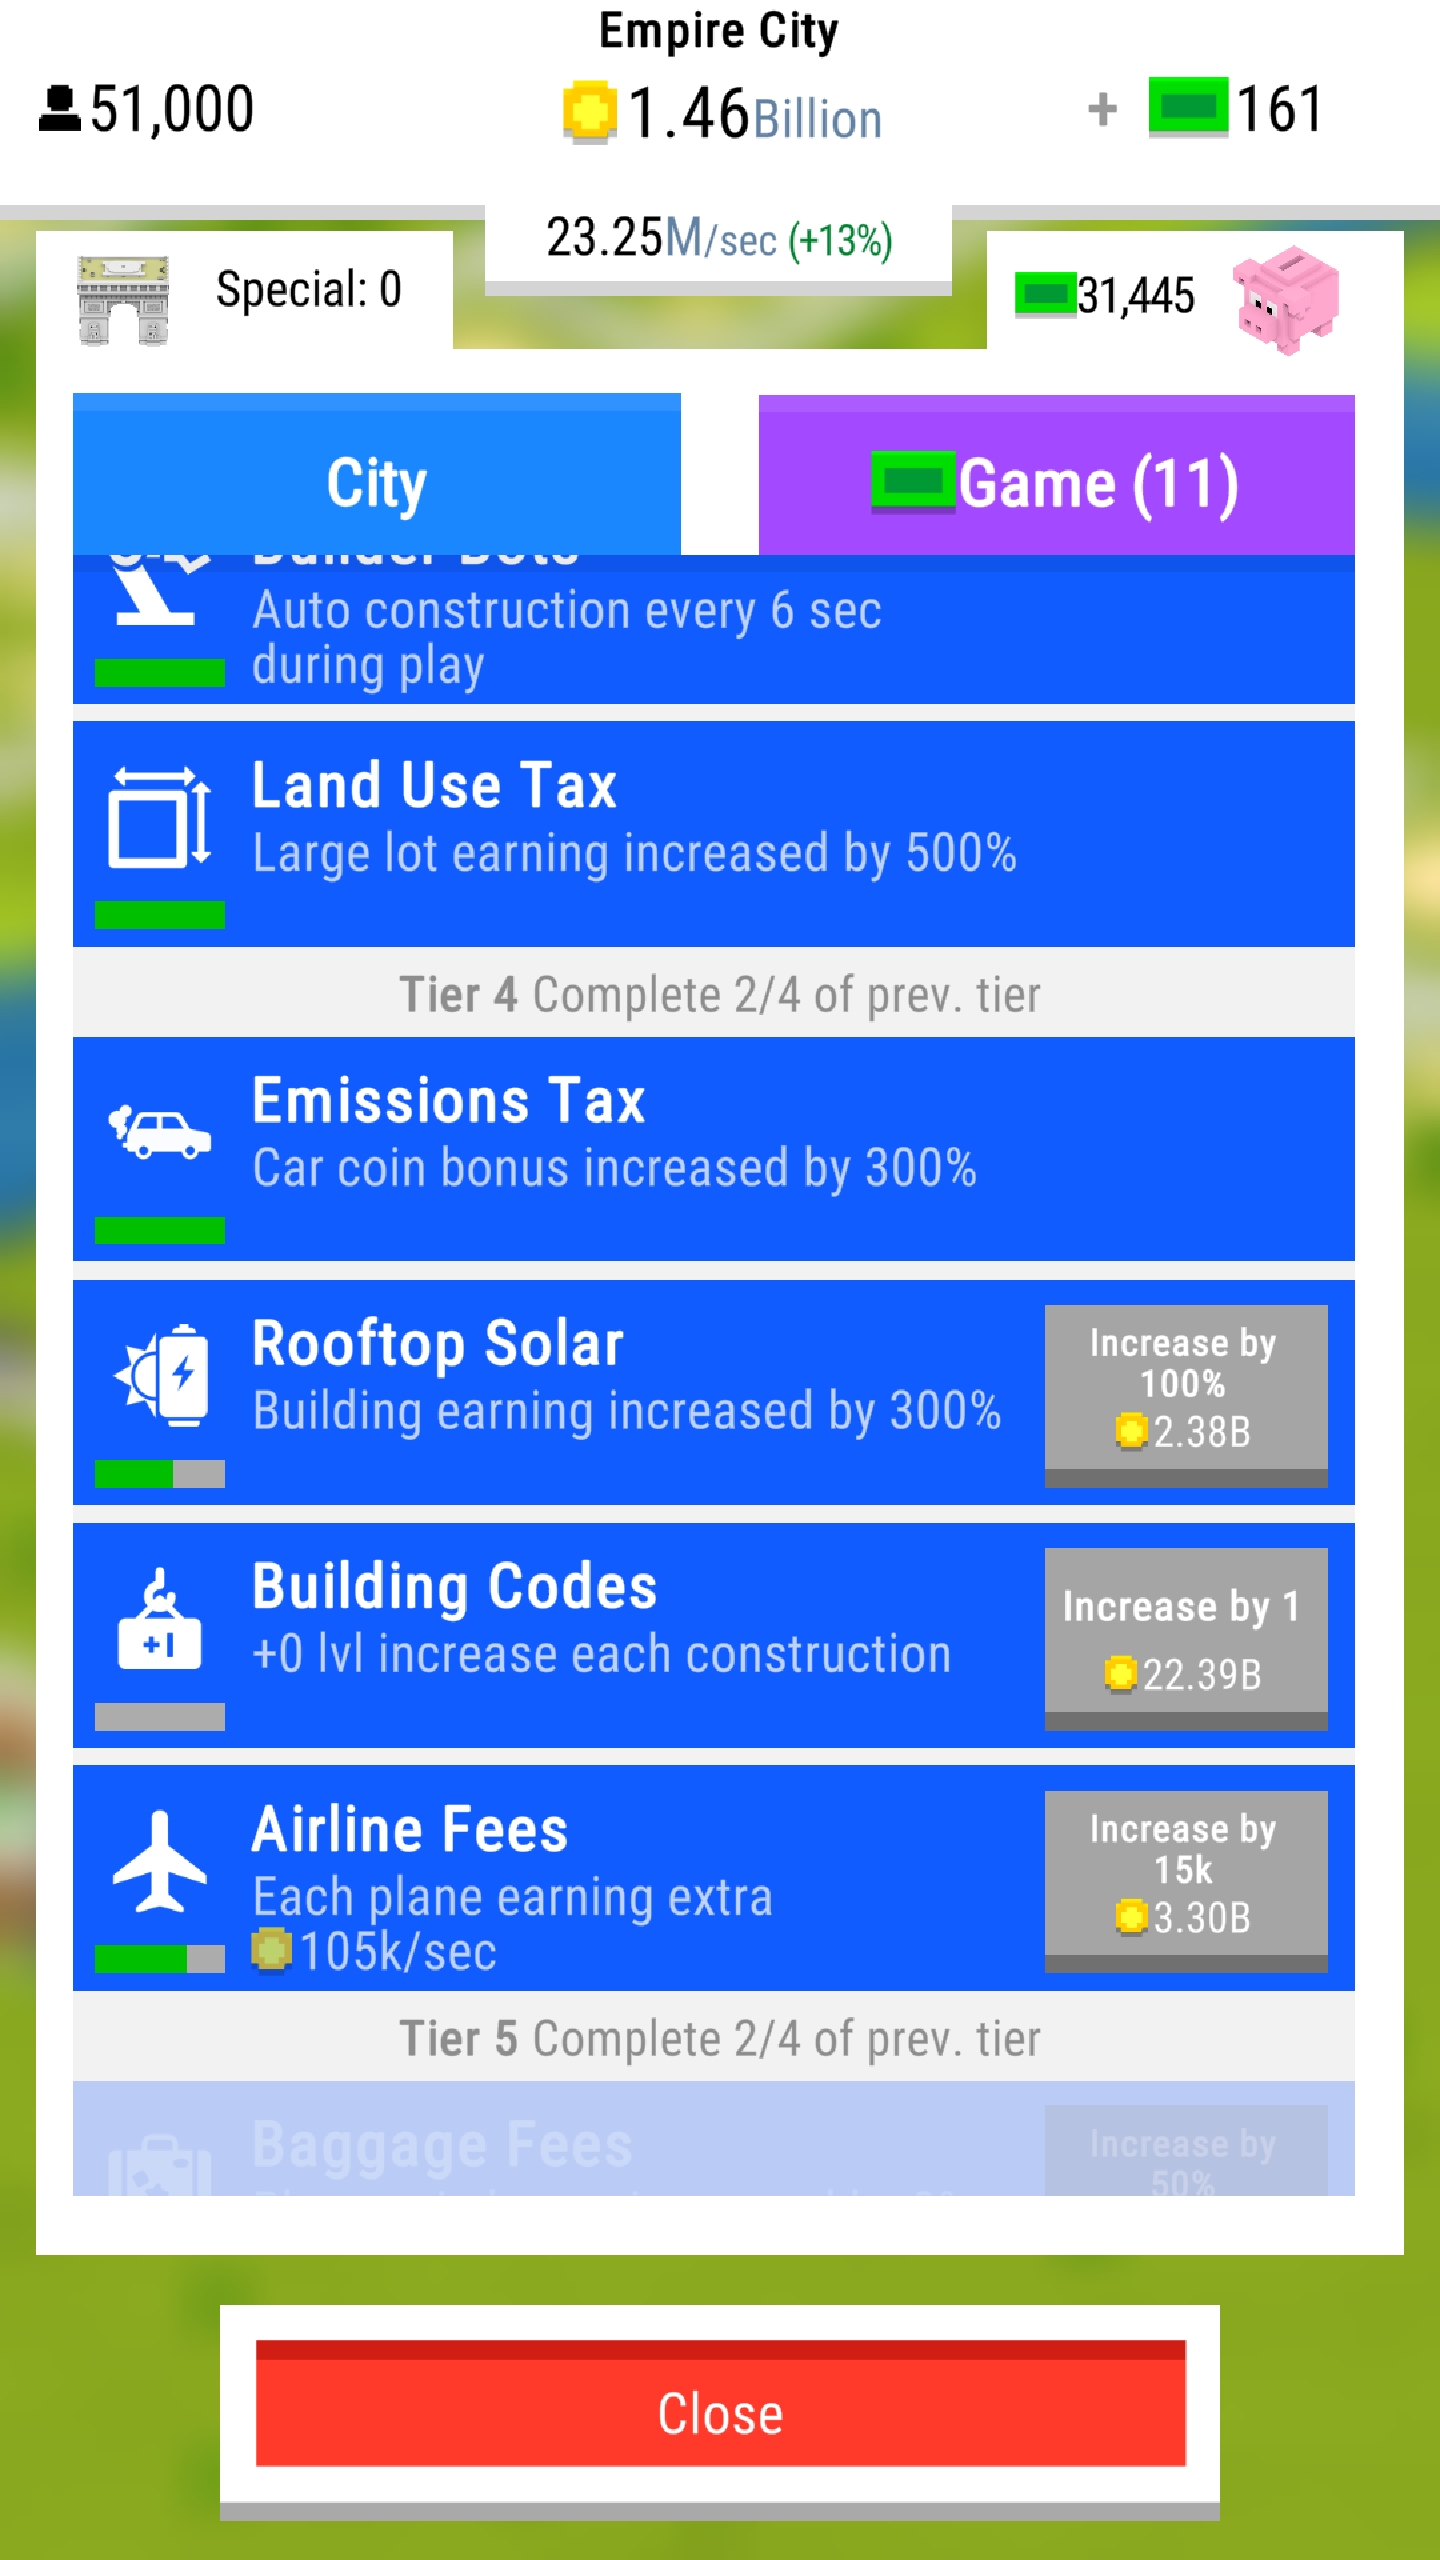 Empire City
51,000
1.46Billion
+ 161
23.25M/sec (+13%)
Special: 0
31,445
City
Game (11)
Builder Bots
Auto construction every 6 sec
during play
Land Use Tax
Large lot earning increased by 500%
Tier 4 Complete 2/4 of prev. tier
Emissions Tax
Car coin bonus increased by 300%
Rooftop Solar
Building earning increased by 300%
Increase by
100%
2.38B
+1
Building Codes
+0 lvl increase each construction
Increase by 1
22.39B
Airline Fees
Each plane earning extra
105k/sec
Increase by
15k
3.30B
Tier 5 Complete 2/4 of prev. tier
Baggage Fees
Increase by
50%
Close